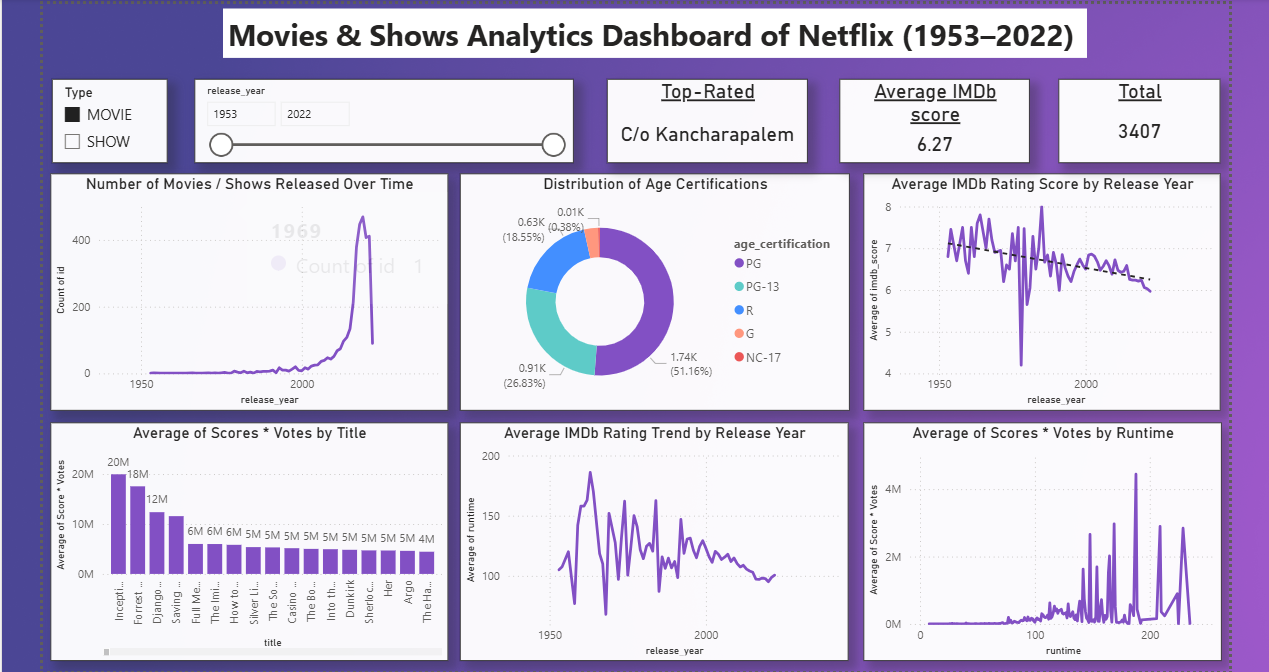 Movies & Shows Analytics Dashboard of Netflix (1953–2022)
Type
MOVIE
SHOW
release_year
1953
2022
Top-Rated
C/o Kancharapalem
Average IMDb
score
6.27
Total
3407
Number of Movies / Shows Released Over Time
1969
Count of id 1
Count of id
400
200
0
1950
2000
release_year
Distribution of Age Certifications
0.01K
(0.38%)
0.63K
(18.55%)
0.91K
(26.83%)
1.74K
(51.16%)
age_certification
PG
PG-13
R
G
NC-17
Average IMDb Rating Score by Release Year
Average of imdb_score
8
7
6
5
4
1950
2000
release_year
Average of Scores * Votes by Title
Average of Score * Votes
20M
10M
0M
20M
18M
12M
6M
6M
6M
5M
5M
5M
5M
5M
5M
5M
5M
5M
4M
Incepti...
Forrest ...
Django...
Saving ...
Full Me...
The Imi...
How to...
Silver Li...
The So...
Casino ...
The Bo...
Into th...
Dunkirk
Sherloc...
Her
Argo
The Ha...
title
Average IMDb Rating Trend by Release Year
Average of runtime
200
150
100
1950
2000
release_year
Average of Scores * Votes by Runtime
Average of Score * Votes
4M
2M
0M
0
100
200
runtime